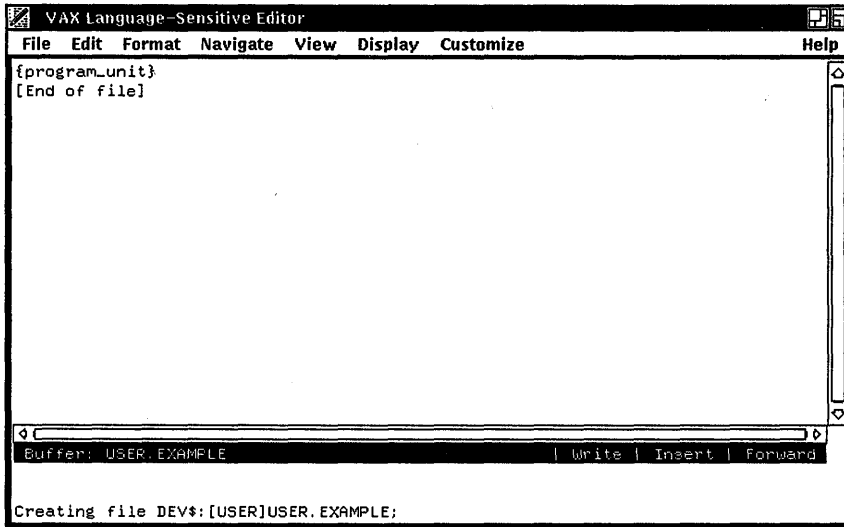 VAX Language-Sensitive Editor
File Edit Format Navigate View Display Customize Help
{program_unit}
[End of file]
Buffer: USER.EXAMPLE | Write | Insert | Forward
Creating file DEV$:[USER]USER.EXAMPLE;